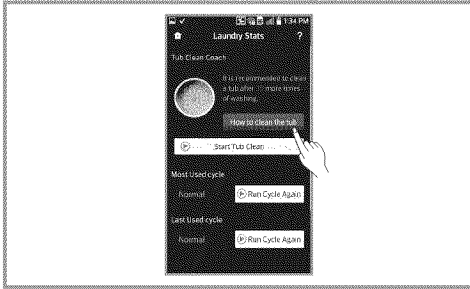 1:34 PM
Laundry Stats ?
Tub Clean Coach
It is recommended to clean
a tub after more times
of washing.
How to clean the tub
Start Tub Clean
Most Used cycle
Normal Run Cycle Again
Last Used cycle
Normal Run Cycle Again